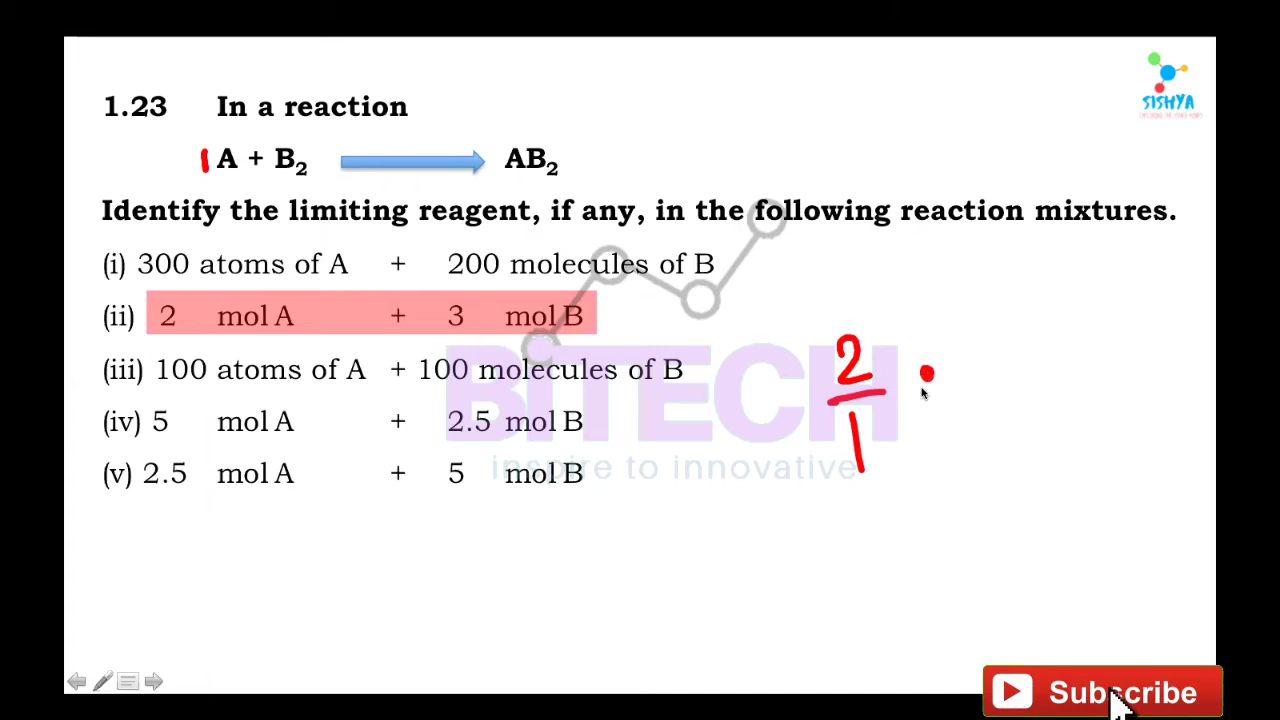 SISHYA
1.23 In a reaction
1 A + B2 AB2
Identify the limiting reagent, if any, in the following reaction mixtures.
(i) 300 atoms of A + 200 molecules of B
(ii) 2 mol A + 3 mol B
(iii) 100 atoms of A + 100 molecules of B
(iv) 5 mol A + 2.5 mol B
(v) 2.5 mol A + 5 mol B
2
1
BiTECH
inspire to innovative
Subscribe